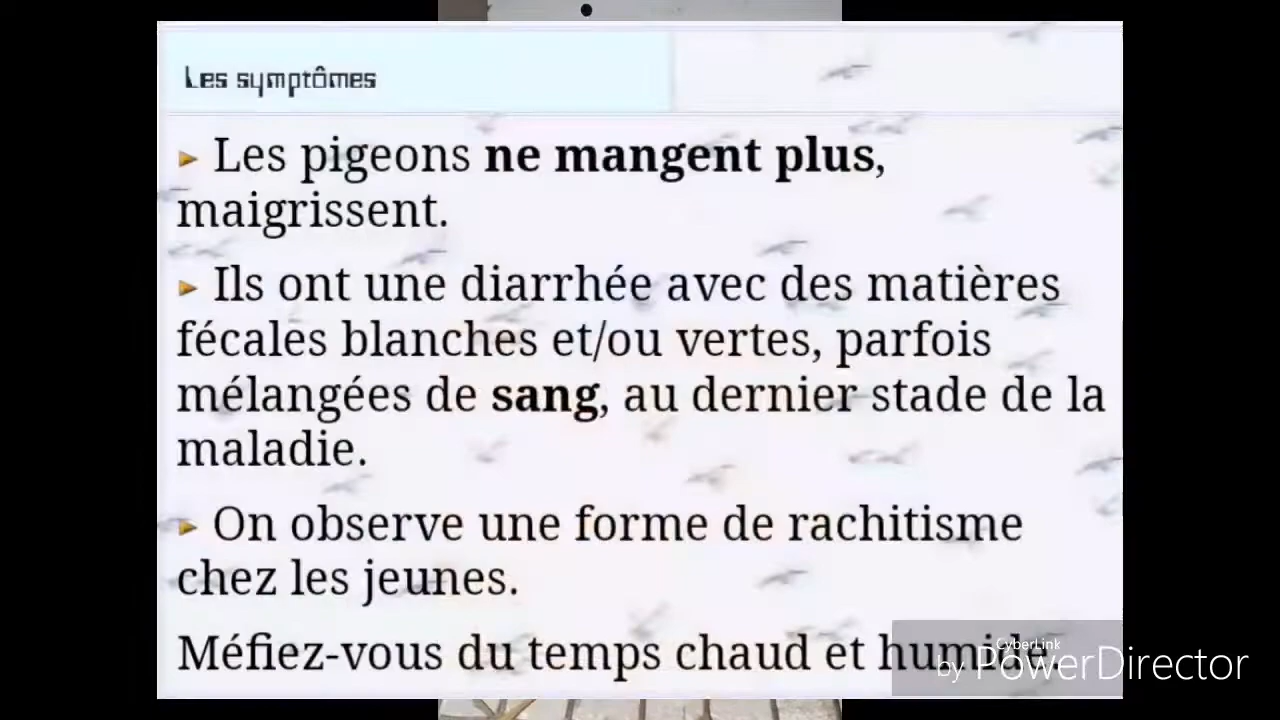 Les symptômes
► Les pigeons ne mangent plus,
maigrissent.
► Ils ont une diarrhée avec des matières
fécales blanches et/ou vertes, parfois
mélangées de sang, au dernier stade de la
maladie.
► On observe une forme de rachitisme
chez les jeunes.
Méfiez-vous du temps chaud et humide
CyberLink
by PowerDirector